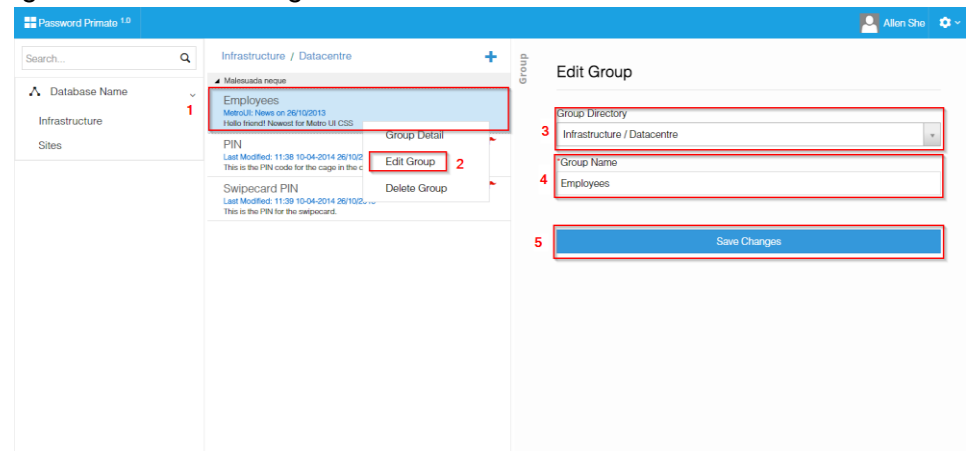 Password Primate 1.0
Allen She
Search...
Database Name
Infrastructure
Sites
1
Infrastructure / Datacentre
Malesuada neque
Employees
MetroUI: News on 26/10/2013
Hello friend! Newest for Motro UI CSS
PIN
Last Modified: 11:38 10-04-2014 26/10/2
This is the PIN code for the cage in the
Swipecard PIN
Last Modified: 11:39 10-04-2014
This is the PIN for the swipecard.
Group Detail
Edit Group
2
Delete Group
Group
Edit Group
3
Group Directory
Infrastructure / Datacentre
4
*Group Name
Employees
5
Save Changes